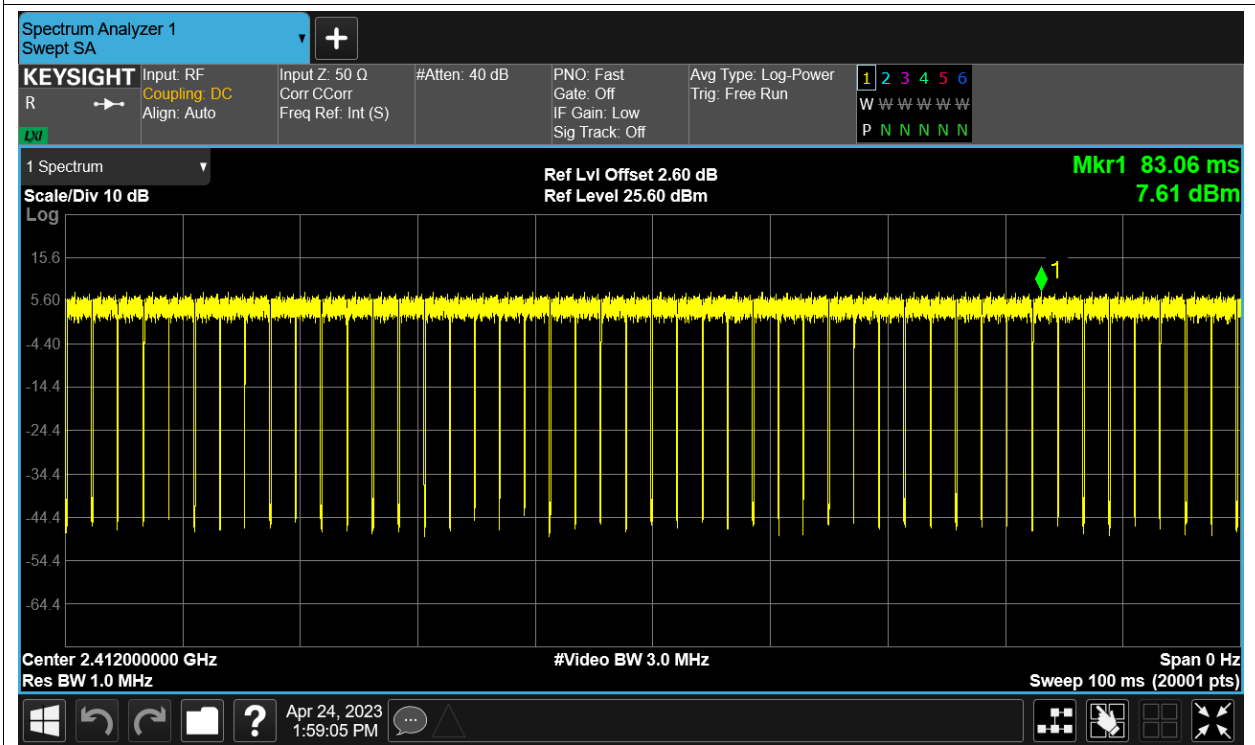 Spectrum Analyzer 1
Swept SA
KEYSIGHT
R
LXI
Input: RF
Coupling: DC
Align: Auto
Input Z: 50 Ω
Corr CCorr
Freq Ref: Int (S)
#Atten: 40 dB
PNO: Fast
Gate: Off
IF Gain: Low
Sig Track: Off
Avg Type: Log-Power
Trig: Free Run
1 2 3 4 5 6
W W W W W W
P N N N N N
1 Spectrum
Scale/Div 10 dB
Log
Ref Lvl Offset 2.60 dB
Ref Level 25.60 dBm
Mkr1 83.06 ms
7.61 dBm
15.6
1
5.60
-4.40
-14.4
-24.4
-34.4
-44.4
-54.4
-64.4
Center 2.412000000 GHz
Res BW 1.0 MHz
#Video BW 3.0 MHz
Span 0 Hz
Sweep 100 ms (20001 pts)
?
Apr 24, 2023
1:59:05 PM